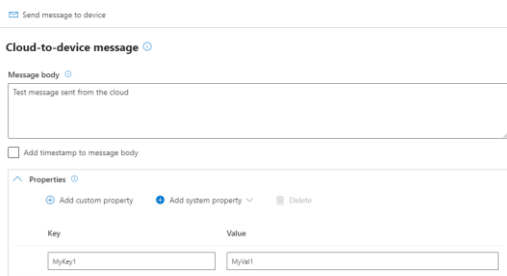 Send message to device
Cloud-to-device message
Message body
Test message sent from the cloud
Add timestamp to message body
Properties
Add custom property Add system property Delete
Key Value
MyKey1 MyVal1